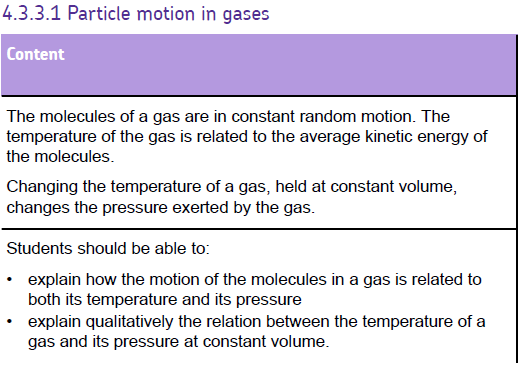 4.3.3.1 Particle motion in gases
Content
The molecules of a gas are in constant random motion. The
temperature of the gas is related to the average kinetic energy of
the molecules.
Changing the temperature of a gas, held at constant volume,
changes the pressure exerted by the gas.
Students should be able to:
• explain how the motion of the molecules in a gas is related to
both its temperature and its pressure
• explain qualitatively the relation between the temperature of a
gas and its pressure at constant volume.